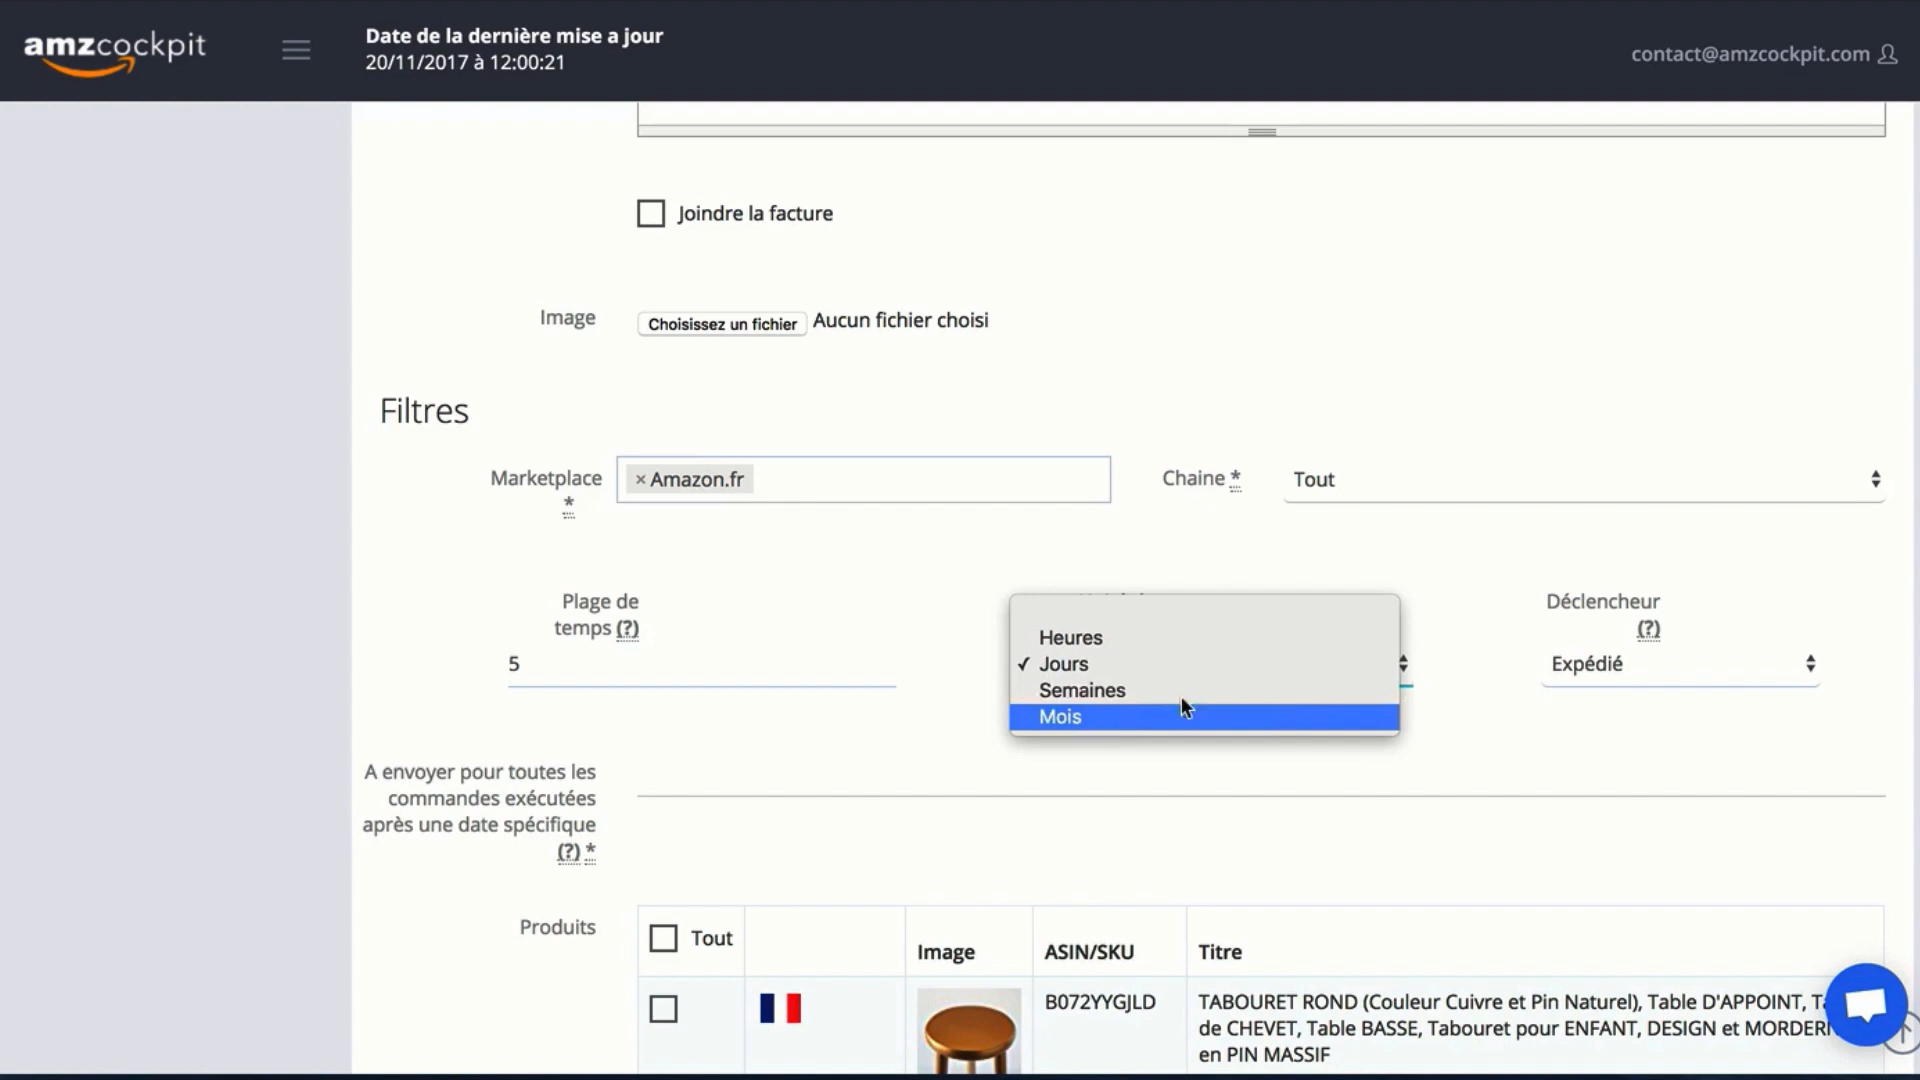 amzcockpit
Date de la dernière mise a jour
20/11/2017 à 12:00:21
contact@amzcockpit.com
Joindre la facture
Image
Choisissez un fichier Aucun fichier choisi
Filtres
Marketplace
*
× Amazon.fr
Chaine *
Tout
Plage de
temps (?)
5
Heures
✓ Jours
Semaines
Mois
Déclencheur
(?)
Expédié
A envoyer pour toutes les
commandes exécutées
après une date spécifique
(?) *
Produits
Tout
Image
ASIN/SKU
Titre
B072YYGJLD
TABOURET ROND (Couleur Cuivre et Pin Naturel), Table D'APPOINT,
de CHEVET, Table BASSE, Tabouret pour ENFANT, DESIGN et MORDER
en PIN MASSIF